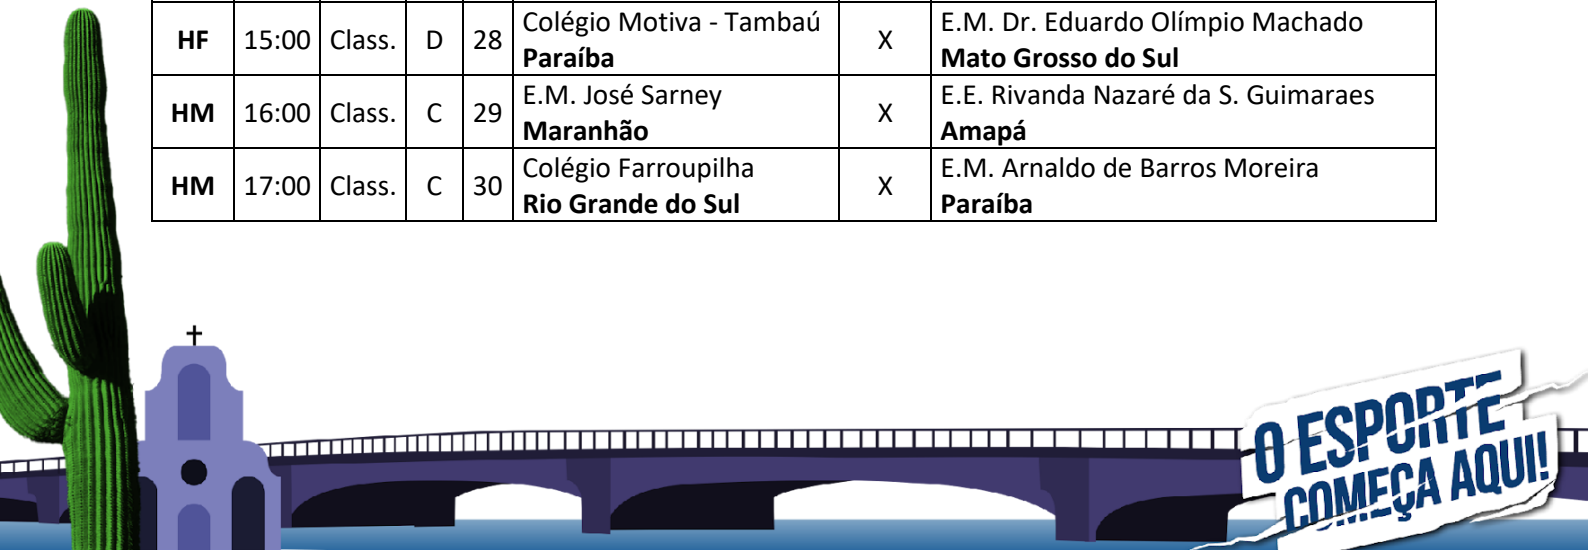 HF 15:00 Class. D 28 Colégio Motiva - Tambaú X E.M. Dr. Eduardo Olímpio Machado
Paraíba Mato Grosso do Sul
HM 16:00 Class. C 29 E.M. José Sarney X E.E. Rivanda Nazaré da S. Guimaraes
Maranhão Amapá
HM 17:00 Class. C 30 Colégio Farroupilha X E.M. Arnaldo de Barros Moreira
Rio Grande do Sul Paraíba
O ESPORTE
COMEÇA AQUI!